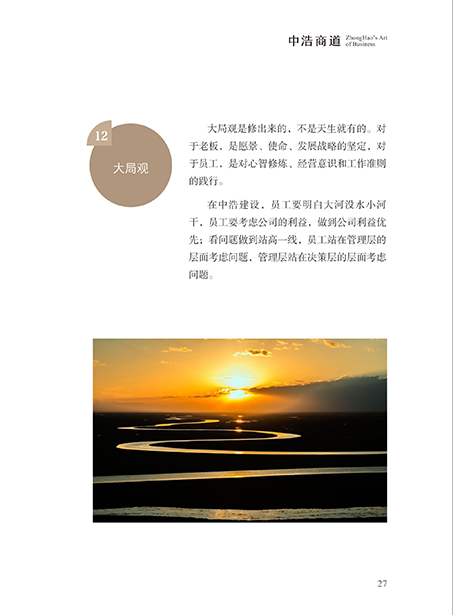 中浩商道 ZhongHao's Art
of Business
12
大局观
大局观是修出来的，不是天生就有的。对
于老板，是愿景、使命、发展战略的坚定，对
于员工，是对心智修炼、经营意识和工作准则
的践行。
在中浩建设，员工要明白大河没水小河
干，员工要考虑公司的利益，做到公司利益优
先；看问题做到站高一线，员工站在管理层的
层面考虑问题，管理层站在决策层的层面考虑
问题。
27